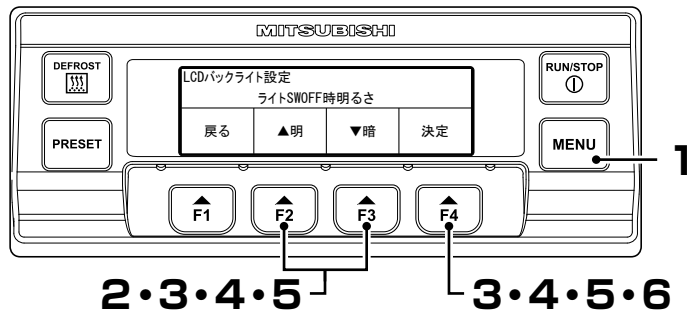 MITSUBISHI
DEFROST
RUN/STOP
LCDバックライト設定
ライトSWOFF時明るさ
戻る ▲明 ▼暗 決定
PRESET
MENU
1
F1 F2 F3 F4
2・3・4・5 3・4・5・6